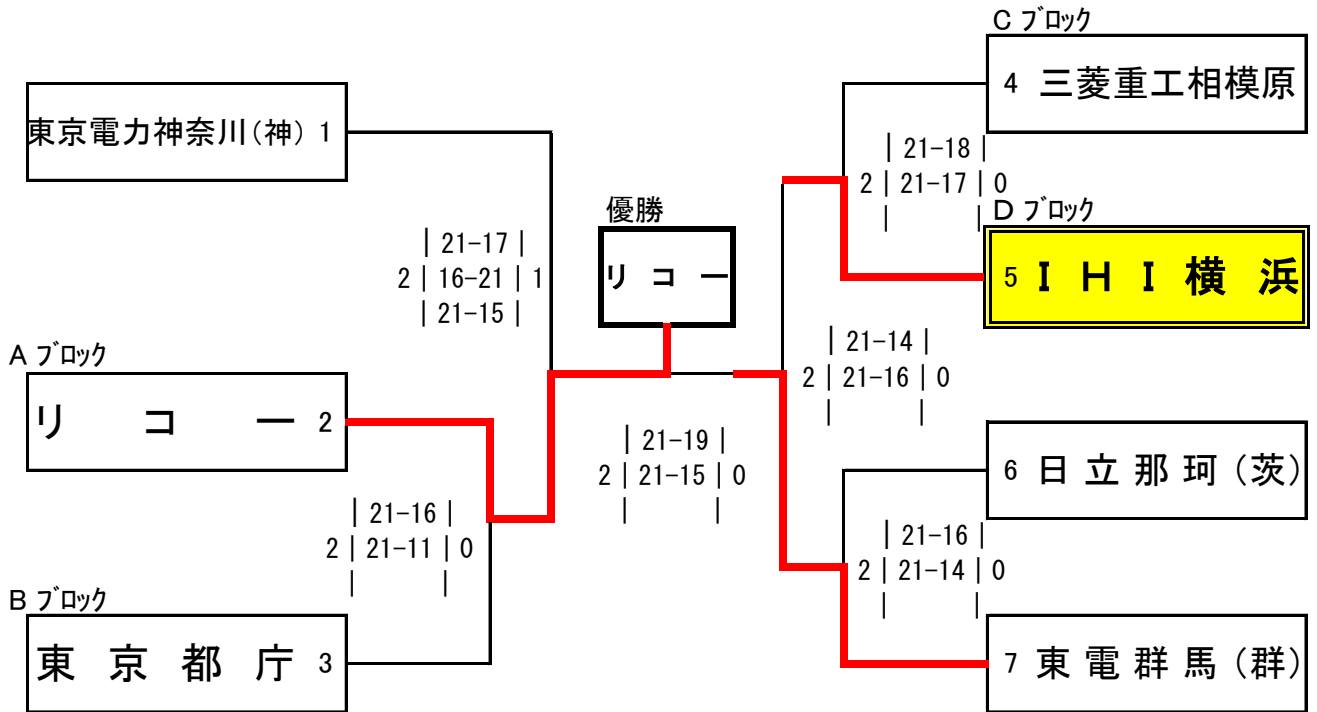 東京電力神奈川(神) 1
| 21-17 |
2 | 16-21 | 1
| 21-15 |
A ブロック
リコー 2
| 21-16 |
2 | 21-11 | 0
| |
B ブロック
東京都庁 3
優勝
リコー
| 21-19 |
2 | 21-15 | 0
| |
C ブロック
4 三菱重工相模原
| 21-18 |
2 | 21-17 | 0
| |
D ブロック
5 IHI横浜
| 21-14 |
2 | 21-16 | 0
| |
6 日立那珂(茨)
| 21-16 |
2 | 21-14 | 0
| |
7 東電群馬(群)